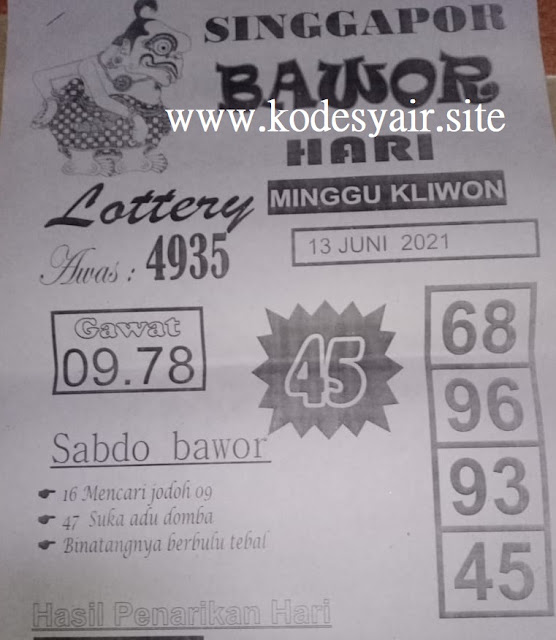 SINGGAPOR
BAWOR
www.kodesyair.site
HARI
Lottery
MINGGU KLIWON
Awas : 4935
13 JUNI 2021
Gawat
09.78
45
68
96
93
45
Sabdo bawor
16 Mencari jodoh 09
47 Suka adu domba
Binatangnya berbulu tebal
Hasil Penarikan Hari